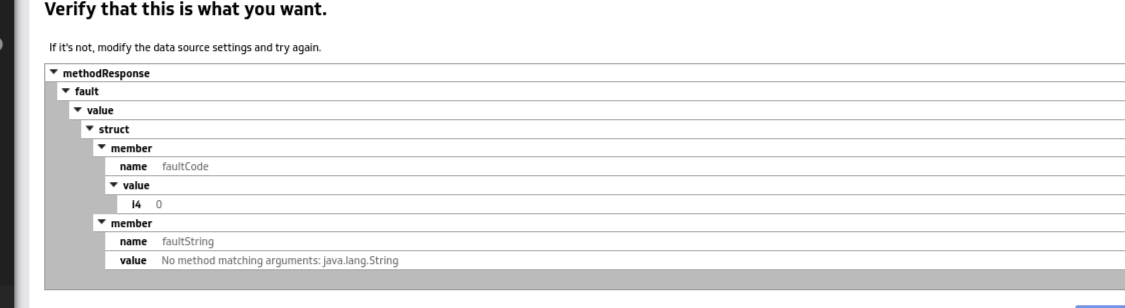 Verify that this is what you want.
If it's not, modify the data source settings and try again.
methodResponse
fault
value
struct
member
name faultCode
value
i4 0
member
name faultString
value No method matching arguments: java.lang.String